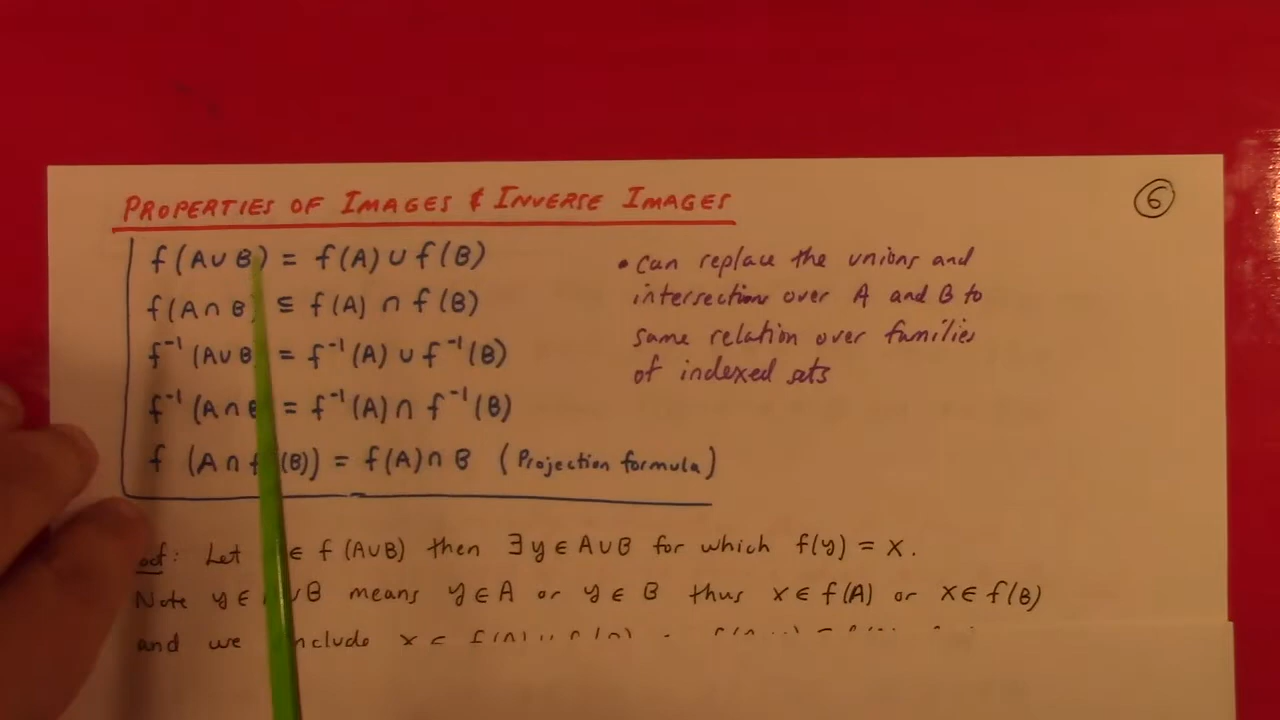 PROPERTIES OF IMAGES & INVERSE IMAGES
6
f(A∪B) = f(A) ∪ f(B)
f(A∩B) ⊆ f(A) ∩ f(B)
f⁻¹(A∪B) = f⁻¹(A) ∪ f⁻¹(B)
f⁻¹(A∩B = f⁻¹(A) ∩ f⁻¹(B)
f (A∩f (B)) = f(A)∩B (Projection formula)
• can replace the unions and
intersections over A and B to
same relation over families
of indexed sets
Let ∈ f(A∪B) then ∃y∈A∪B for which f(y) = x.
Note y∈ ∪B means y∈A or y∈B thus x∈f(A) or x∈f(B)
and we x ∈